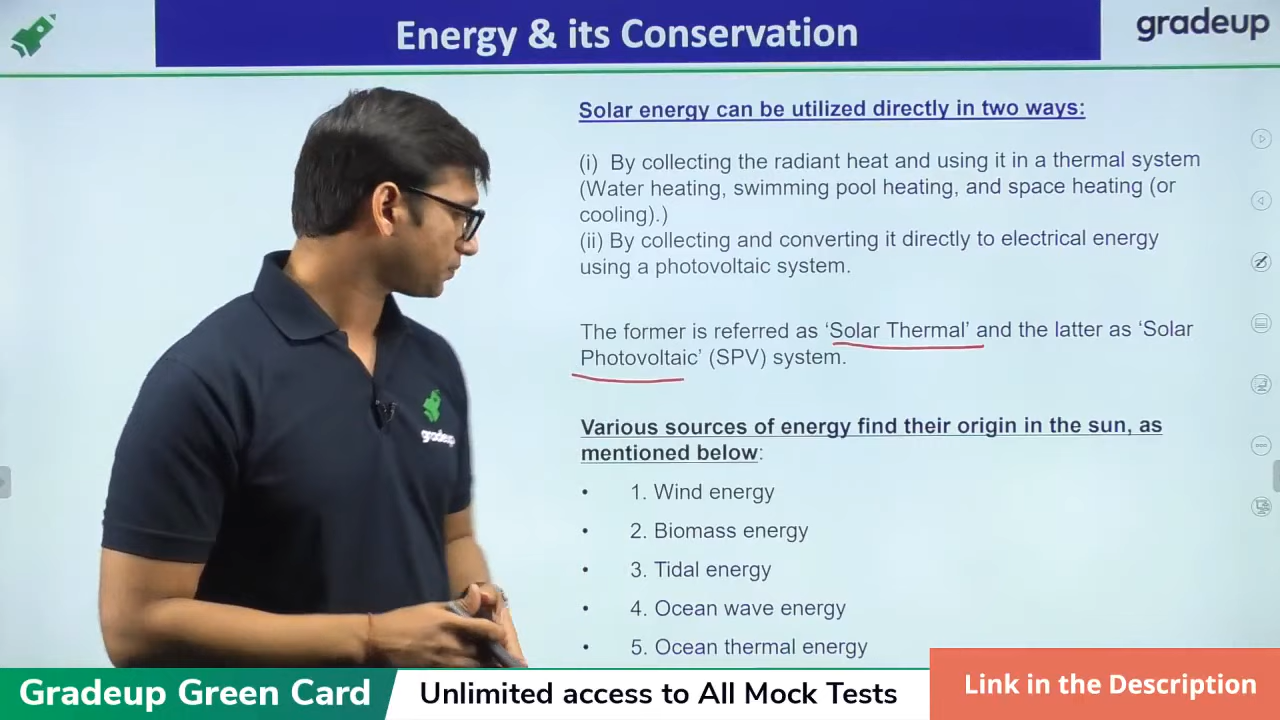 Energy & its Conservation
gradeup
Solar energy can be utilized directly in two ways:
(i) By collecting the radiant heat and using it in a thermal system
(Water heating, swimming pool heating, and space heating (or
cooling).)
(ii) By collecting and converting it directly to electrical energy
using a photovoltaic system.
The former is referred as ‘Solar Thermal’ and the latter as ‘Solar
Photovoltaic’ (SPV) system.
Various sources of energy find their origin in the sun, as
mentioned below:
• 1. Wind energy
• 2. Biomass energy
• 3. Tidal energy
• 4. Ocean wave energy
• 5. Ocean thermal energy
gradeup
Gradeup Green Card
Unlimited access to All Mock Tests
Link in the Description